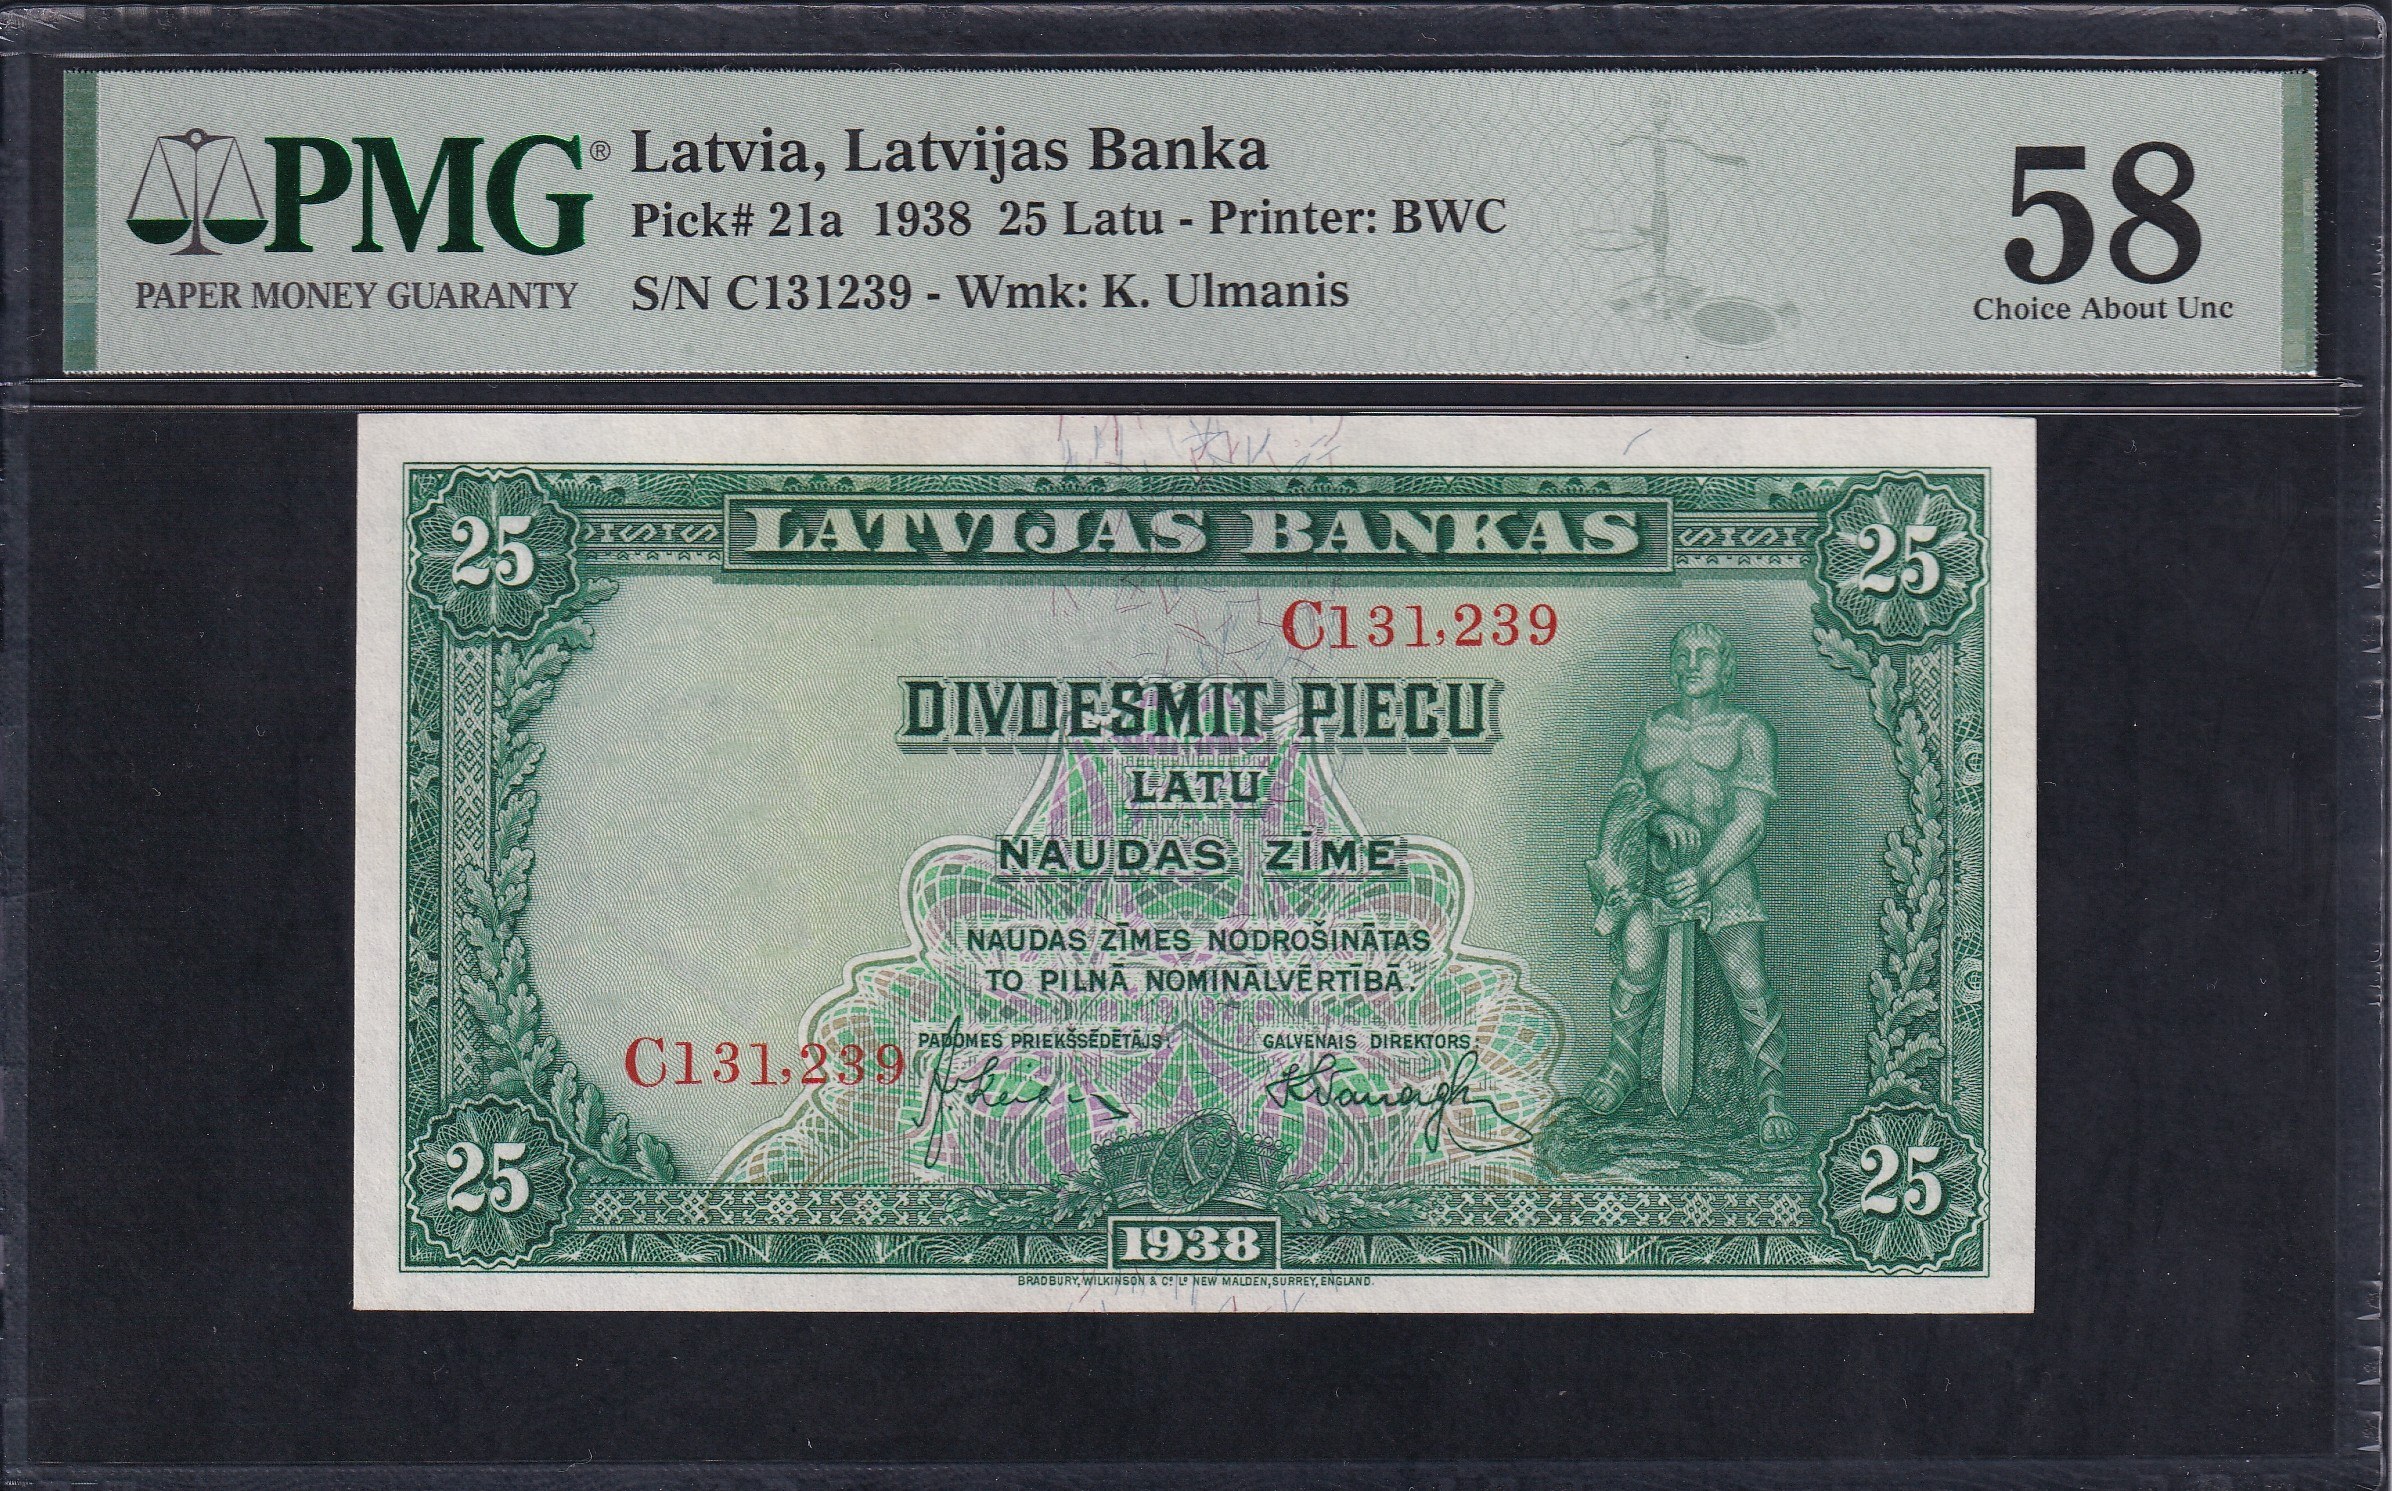 PMG®
PAPER MONEY GUARANTY
Latvia, Latvijas Banka
Pick# 21a 1938 25 Latu - Printer: BWC
S/N C131239 - Wmk: K. Ulmanis
58
Choice About Unc
25
LATVIJAS BANKAS
25
C131,239
DIVDESMIT PIECU
LATU
NAUDAS ZĪME
NAUDAS ZĪMES NODROŠINĀTAS
TO PILNĀ NOMINĀLVĒRTĪBĀ.
C131,239
PADOMES PRIEKŠSĒDĒTĀJS:
GALVENAIS DIREKTORS:
25
25
1938
BRADBURY, WILKINSON & Cº Lº NEW MALDEN, SURREY, ENGLAND.